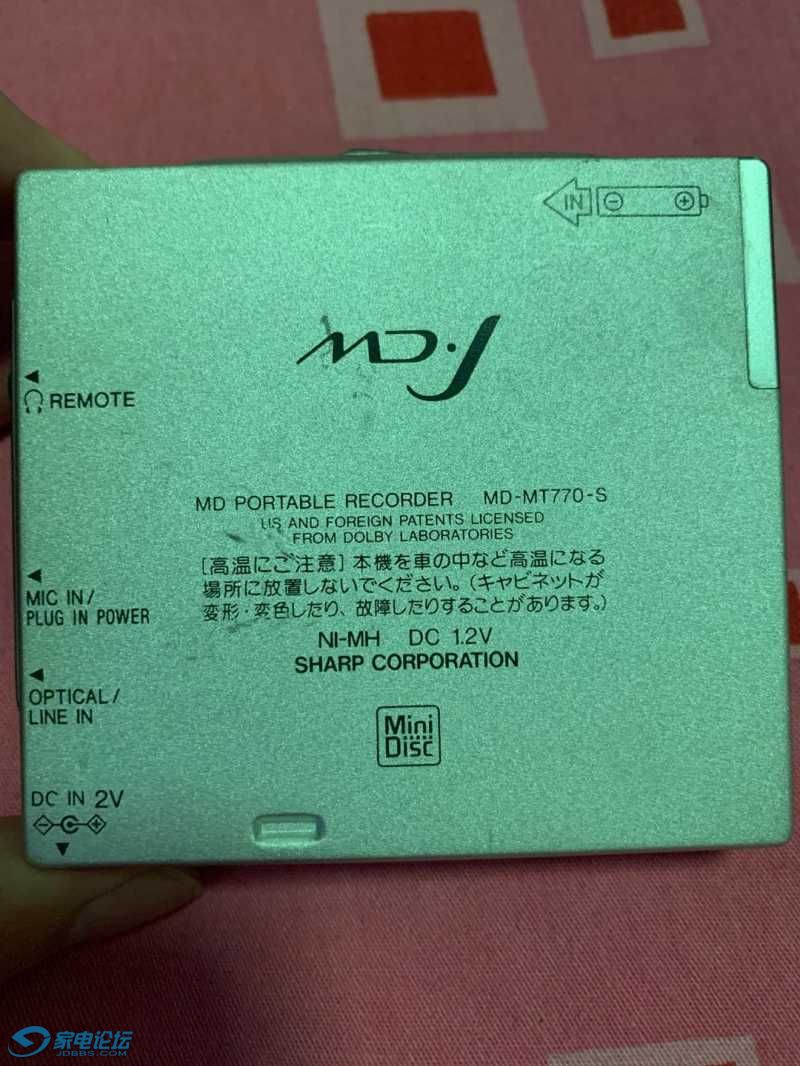 IN
REMOTE
MD PORTABLE RECORDER MD-MT770-S
US AND FOREIGN PATENTS LICENSED
FROM DOLBY LABORATORIES
[高温にご注意]本機を車の中など高温になる
場所に放置しないでください。(キャビネットが
変形・変色したり、故障したりすることがあります。)
NI-MH DC 1.2V
SHARP CORPORATION
MIC IN/
PLUG IN POWER
OPTICAL/
LINE IN
Mini
Disc
DC IN 2V
家电论坛
JDBBS.COM